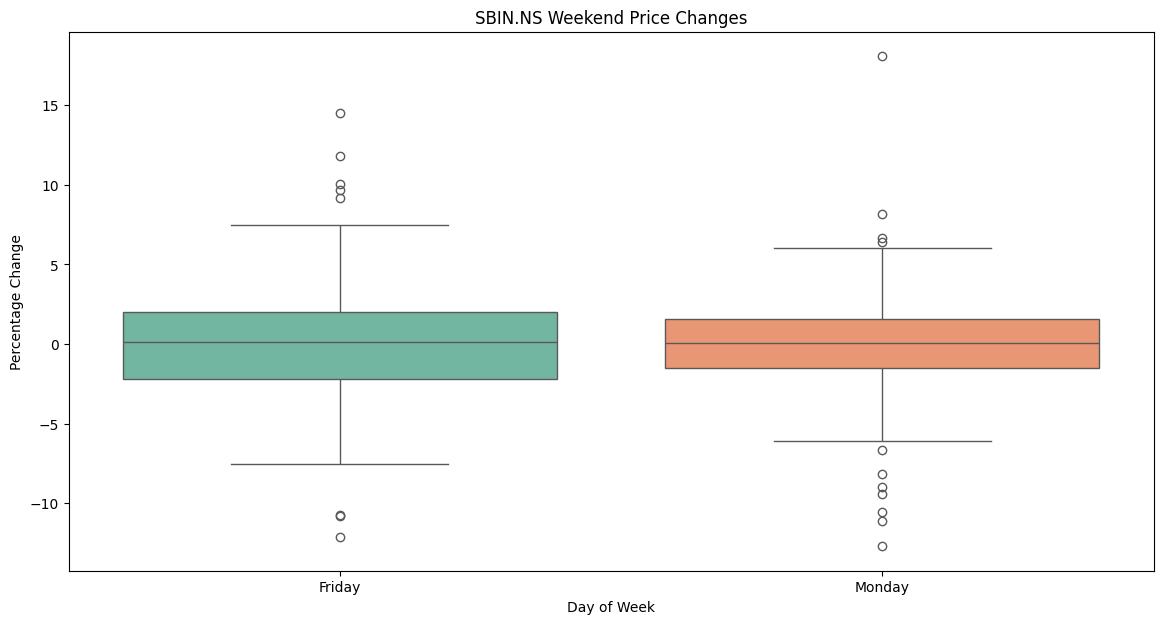 SBIN.NS Weekend Price Changes
Percentage Change
15
10
5
0
−5
−10
Friday
Monday
Day of Week